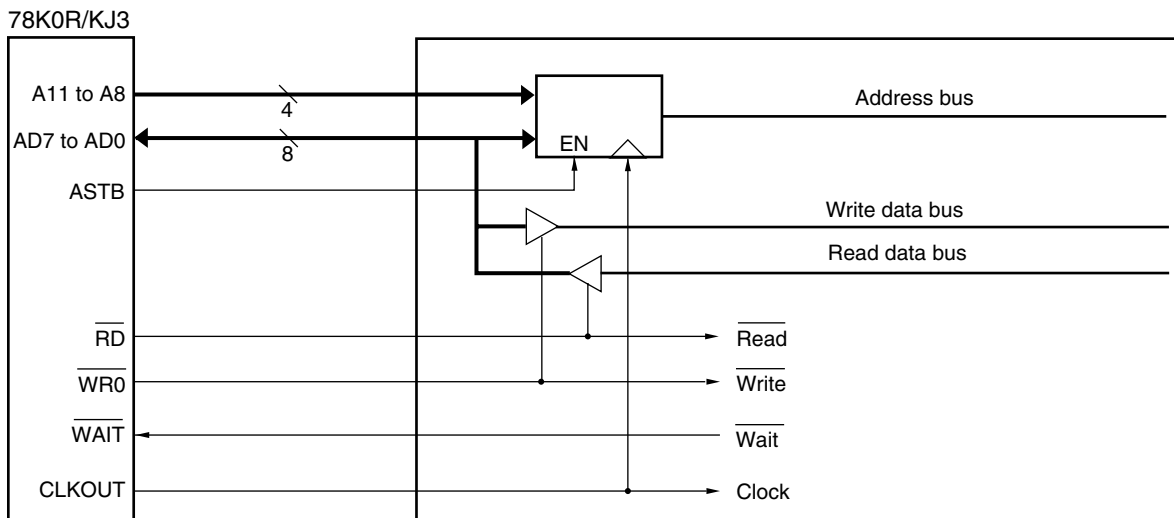 78K0R/KJ3
A11 to A8
4
Address bus
AD7 to AD0
8
EN
ASTB
Write data bus
Read data bus
RD
Read
WR0
Write
WAIT
Wait
CLKOUT
Clock